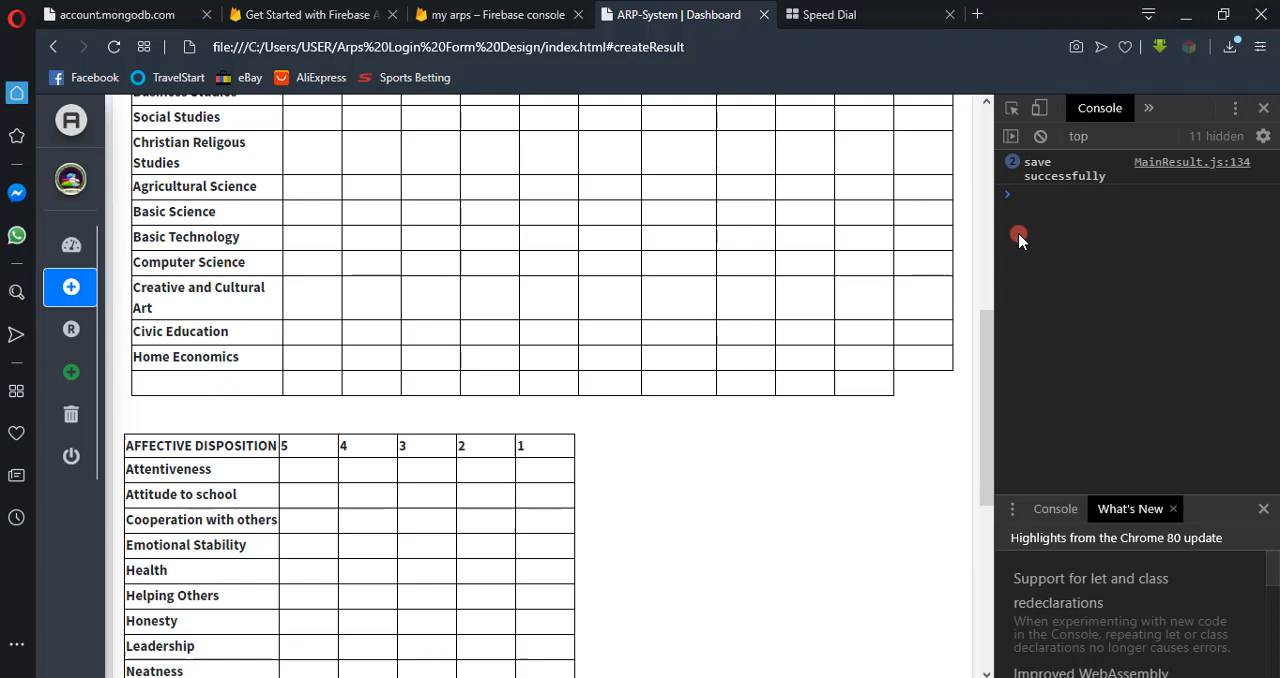 account.mongodb.com
Get Started with Firebase A
my arps – Firebase console
ARP-System | Dashboard
Speed Dial
file:///C:/Users/USER/Arps%20Login%20Form%20Design/index.html#createResult
Facebook
TravelStart
eBay
AliExpress
Sports Betting
A
R
Business Studies
Social Studies
Christian Religous
Studies
Agricultural Science
Basic Science
Basic Technology
Computer Science
Creative and Cultural
Art
Civic Education
Home Economics
AFFECTIVE DISPOSITION 5 4 3 2 1
Attentiveness
Attitude to school
Cooperation with others
Emotional Stability
Health
Helping Others
Honesty
Leadership
Neatness
Console
top
11 hidden
2 save
successfully
MainResult.js:134
Console
What's New
Highlights from the Chrome 80 update
Support for let and class
redeclarations
When experimenting with new code
in the Console, repeating let or class
declarations no longer causes errors.
Improved WebAssembly